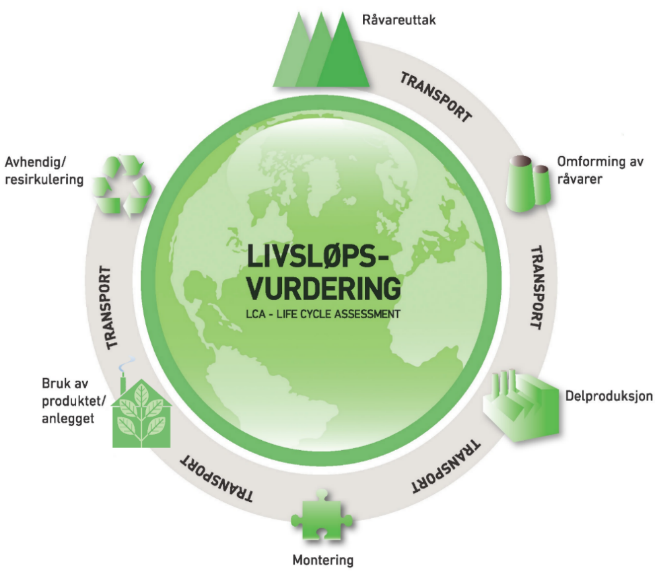 Råvareuttak
TRANSPORT
Omforming av
råvarer
TRANSPORT
Delproduksjon
TRANSPORT
Montering
TRANSPORT
Bruk av
produktet/
anlegget
TRANSPORT
Avhendig/
resirkulering
LIVSLØPS-
VURDERING
LCA - LIFE CYCLE ASSESSMENT